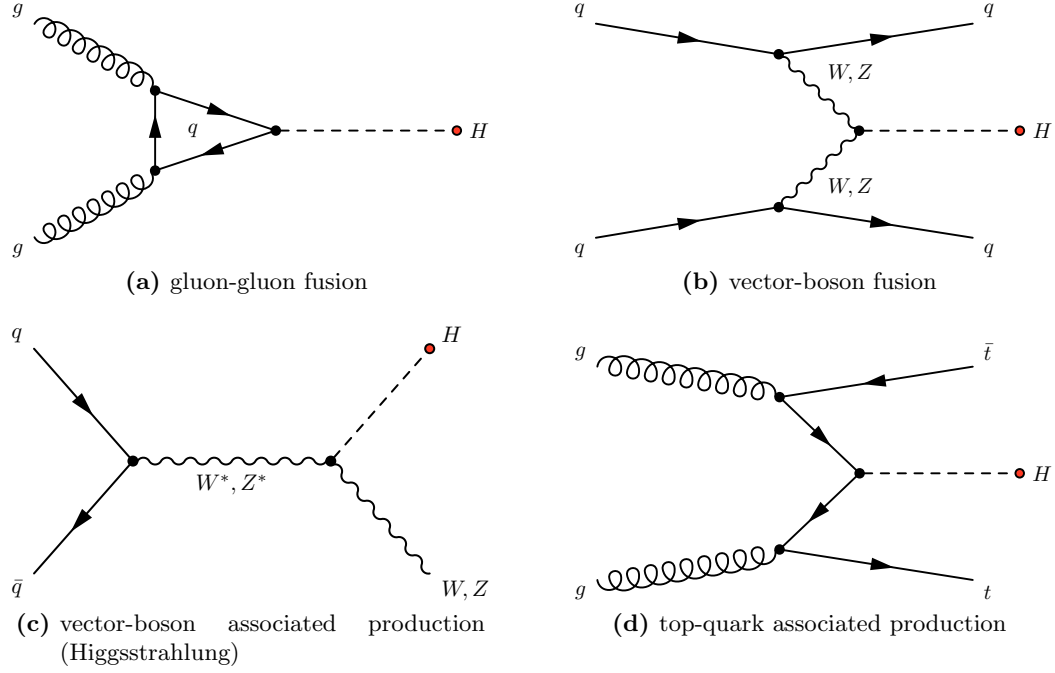 g
q
H
g
(a) gluon-gluon fusion
q
q
W, Z
H
W, Z
q
q
(b) vector-boson fusion
q
H
W*, Z*
q̄
W, Z
(c) vector-boson associated production
(Higgsstrahlung)
g
t̄
H
g
t
(d) top-quark associated production